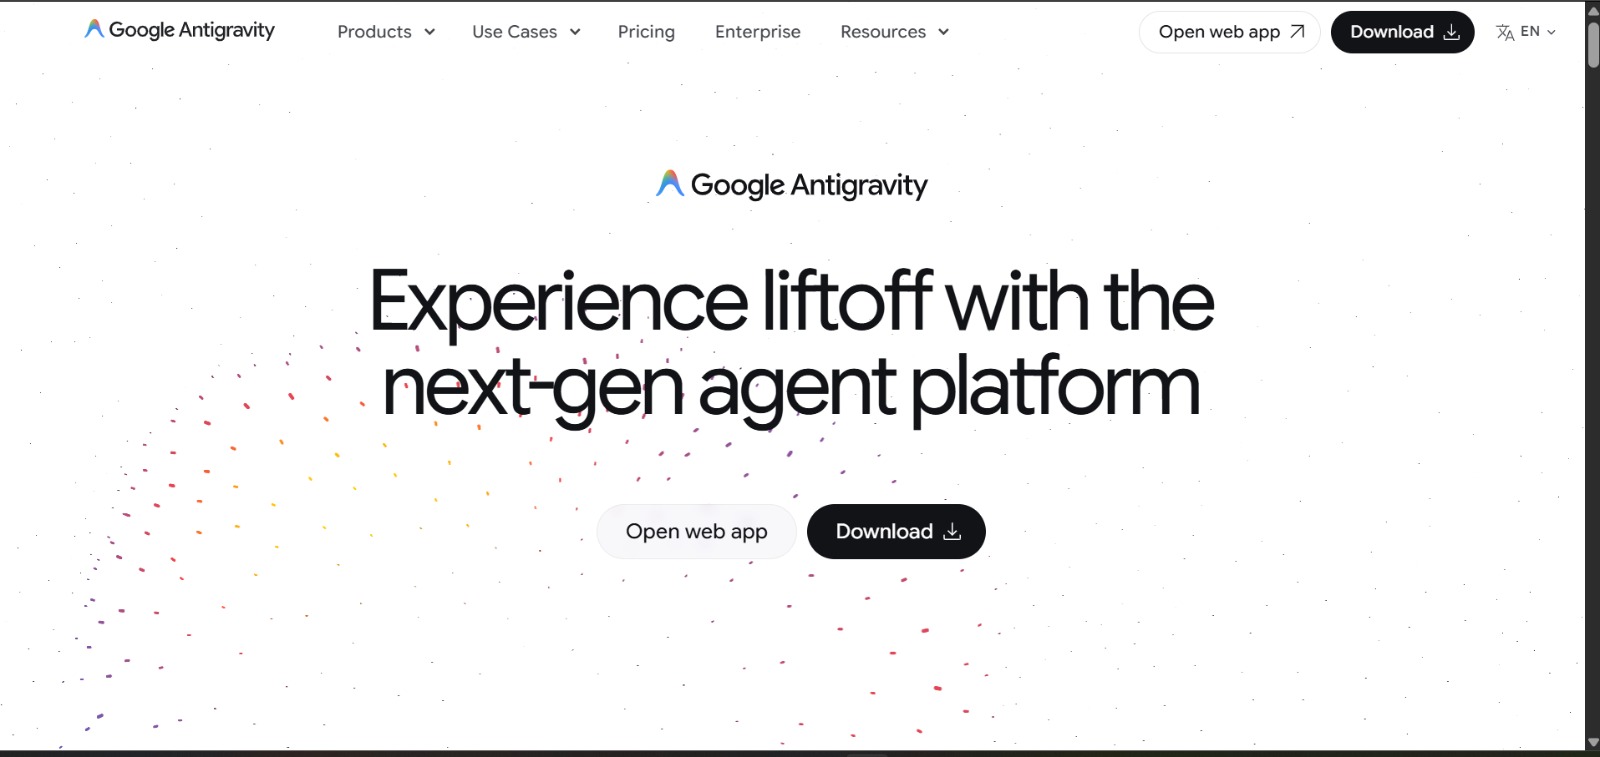 Google Antigravity
Products
Use Cases
Pricing
Enterprise
Resources
Open web app
Download
EN
Google Antigravity
Experience liftoff with the
next-gen agent platform
Open web app
Download